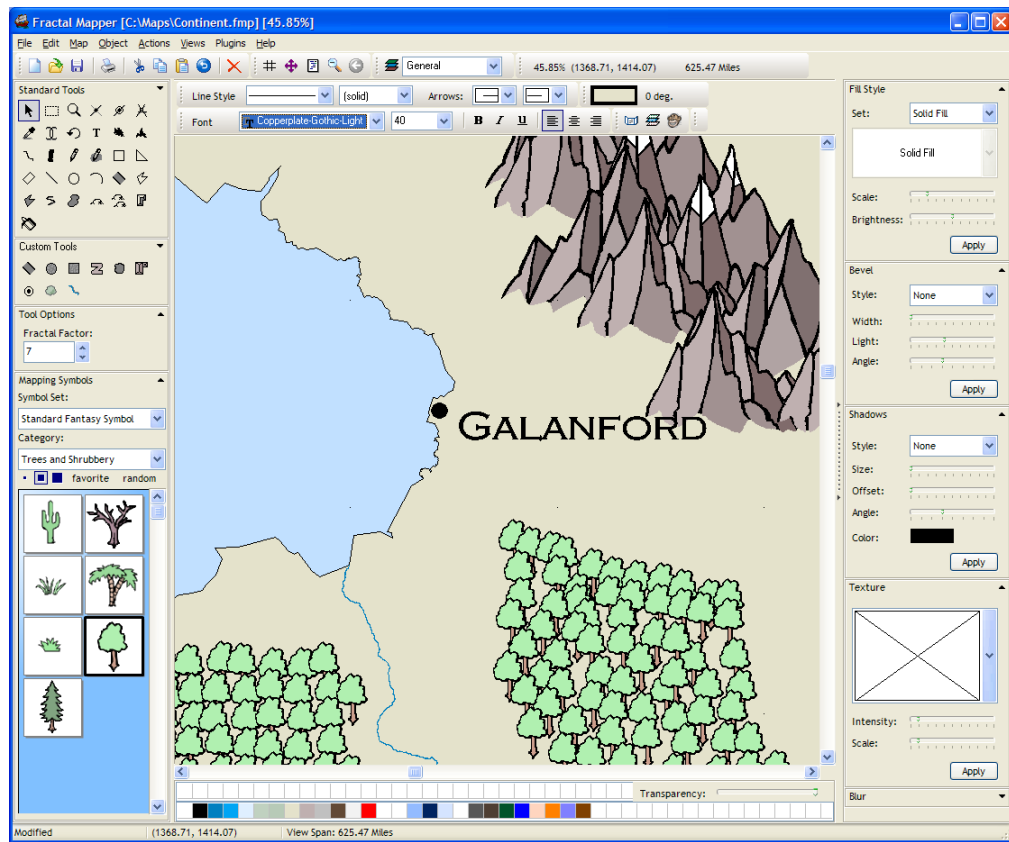 Fractal Mapper [C:\Maps\Continent.fmp] [45.85%]
File Edit Map Object Actions Views Plugins Help
General 45.85% (1368.71, 1414.07) 625.47 Miles
Standard Tools
Line Style (solid) Arrows: 0 deg.
Font Copperplate-Gothic-Light 40 B I U
Custom Tools
Tool Options
Fractal Factor:
7
Mapping Symbols
Symbol Set:
Standard Fantasy Symbol
Category:
Trees and Shrubbery
favorite random
GALANFORD
Fill Style
Set: Solid Fill
Solid Fill
Scale:
Brightness:
Apply
Bevel
Style: None
Width:
Light:
Angle:
Apply
Shadows
Style: None
Size:
Offset:
Angle:
Color:
Apply
Texture
Intensity:
Scale:
Apply
Blur
Transparency:
Modified (1368.71, 1414.07) View Span: 625.47 Miles